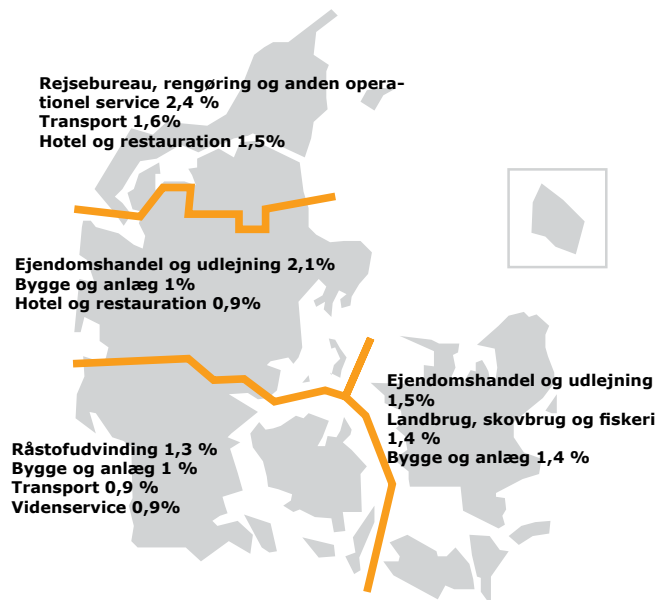 Rejsebureau, rengøring og anden opera-
tionel service 2,4 %
Transport 1,6%
Hotel og restauration 1,5%
Ejendomshandel og udlejning 2,1%
Bygge og anlæg 1%
Hotel og restauration 0,9%
Ejendomshandel og udlejning
1,5%
Landbrug, skovbrug og fiskeri
1,4 %
Bygge og anlæg 1,4 %
Råstofudvinding 1,3 %
Bygge og anlæg 1 %
Transport 0,9 %
Videnservice 0,9%